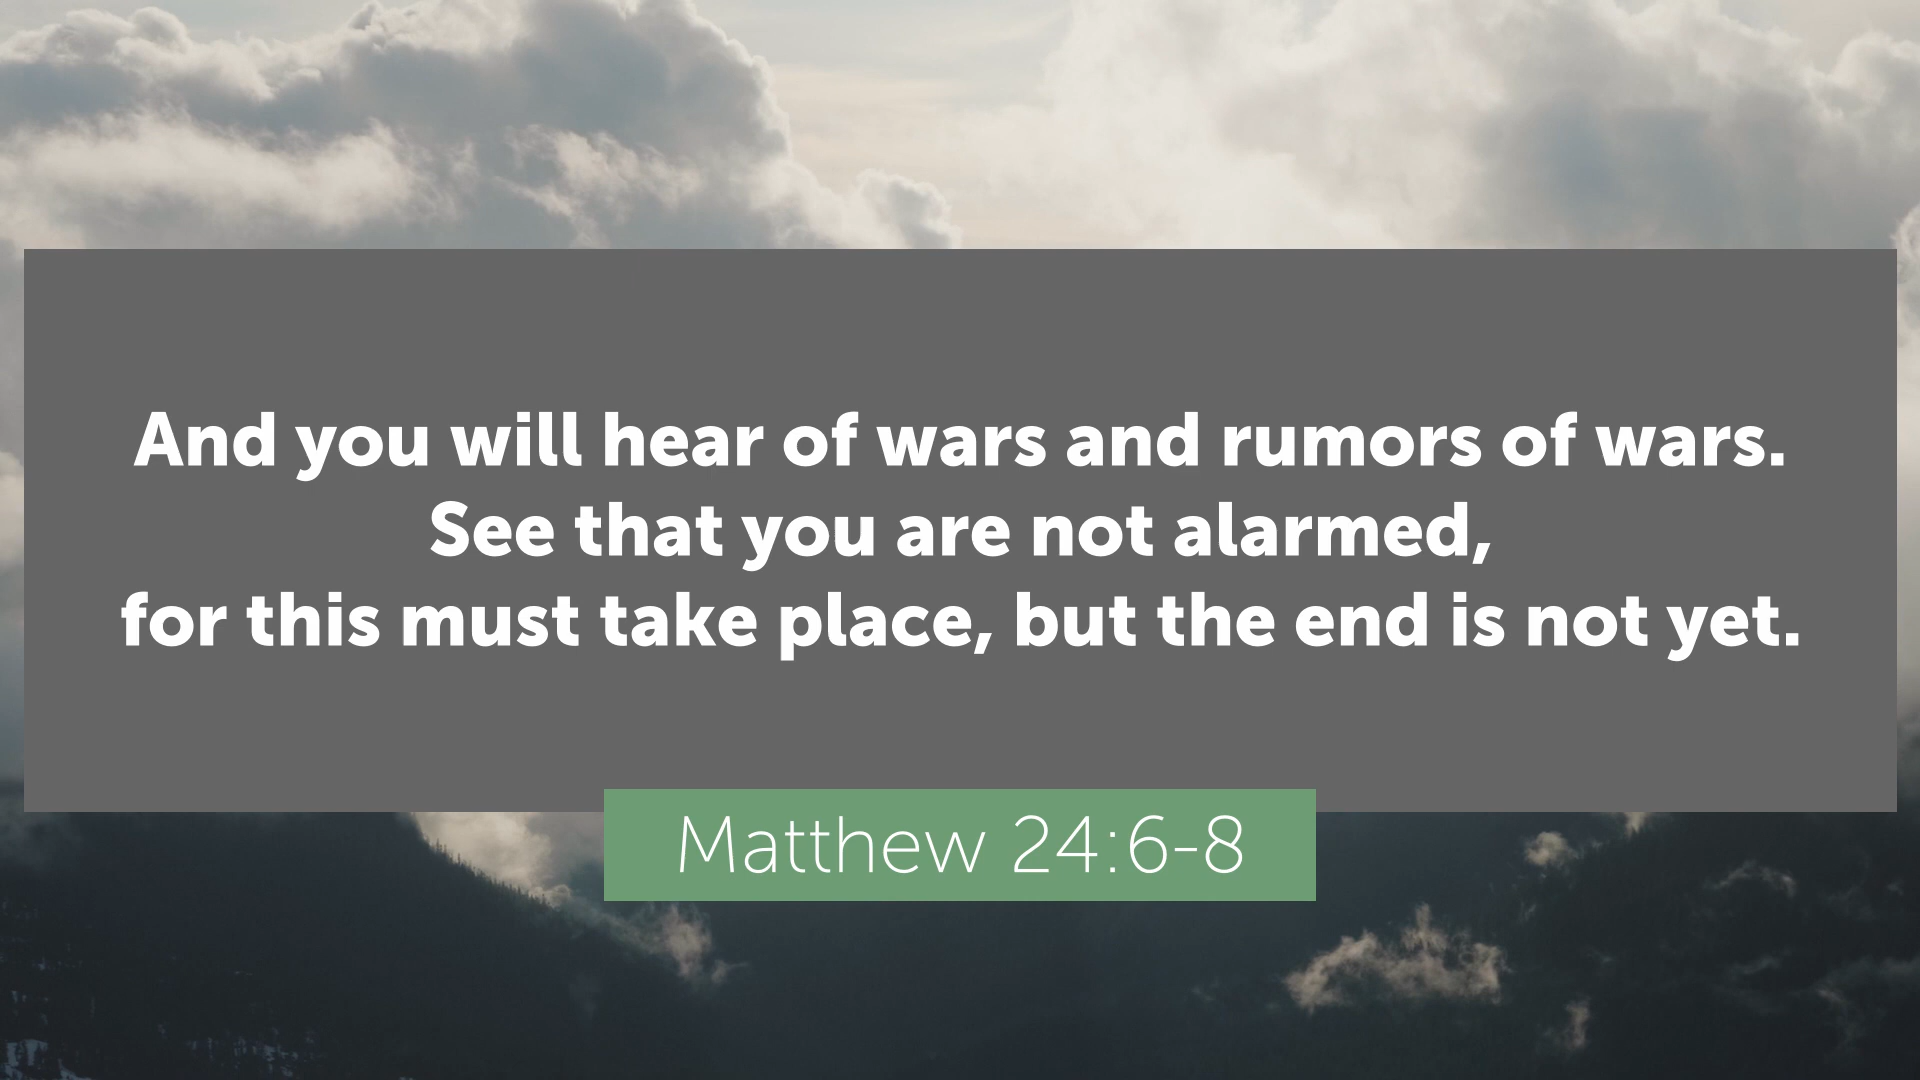 And you will hear of wars and rumors of wars.
See that you are not alarmed,
for this must take place, but the end is not yet.
Matthew 24:6-8